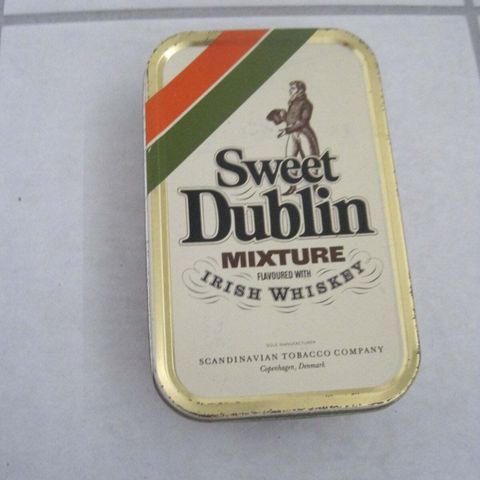 Sweet
Dublin
MIXTURE
FLAVOURED WITH
IRISH WHISKEY
SOLE MANUFACTURER
SCANDINAVIAN TOBACCO COMPANY
Copenhagen, Denmark